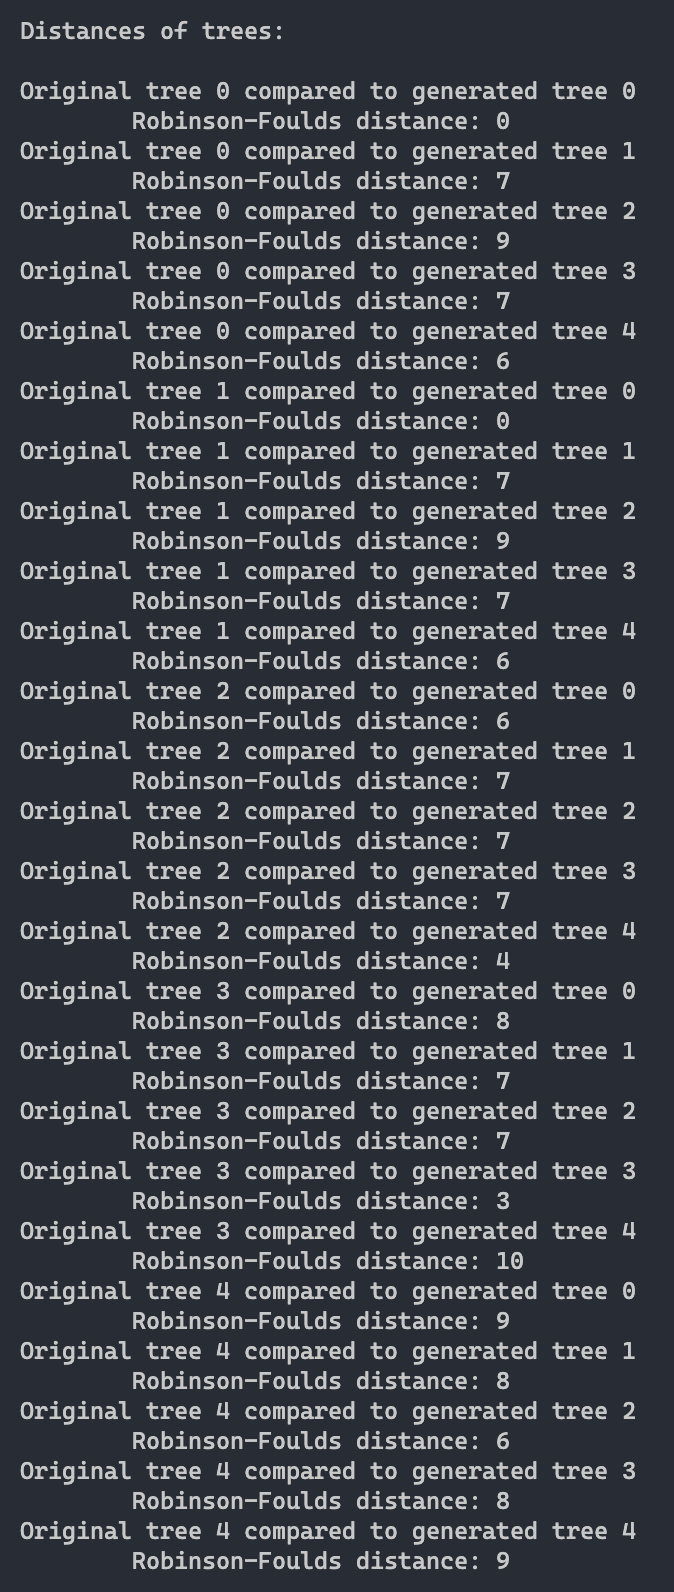 Distances of trees:
Original tree 0 compared to generated tree 0
Robinson-Foulds distance: 0
Original tree 0 compared to generated tree 1
Robinson-Foulds distance: 7
Original tree 0 compared to generated tree 2
Robinson-Foulds distance: 9
Original tree 0 compared to generated tree 3
Robinson-Foulds distance: 7
Original tree 0 compared to generated tree 4
Robinson-Foulds distance: 6
Original tree 1 compared to generated tree 0
Robinson-Foulds distance: 0
Original tree 1 compared to generated tree 1
Robinson-Foulds distance: 7
Original tree 1 compared to generated tree 2
Robinson-Foulds distance: 9
Original tree 1 compared to generated tree 3
Robinson-Foulds distance: 7
Original tree 1 compared to generated tree 4
Robinson-Foulds distance: 6
Original tree 2 compared to generated tree 0
Robinson-Foulds distance: 6
Original tree 2 compared to generated tree 1
Robinson-Foulds distance: 7
Original tree 2 compared to generated tree 2
Robinson-Foulds distance: 7
Original tree 2 compared to generated tree 3
Robinson-Foulds distance: 7
Original tree 2 compared to generated tree 4
Robinson-Foulds distance: 4
Original tree 3 compared to generated tree 0
Robinson-Foulds distance: 8
Original tree 3 compared to generated tree 1
Robinson-Foulds distance: 7
Original tree 3 compared to generated tree 2
Robinson-Foulds distance: 7
Original tree 3 compared to generated tree 3
Robinson-Foulds distance: 3
Original tree 3 compared to generated tree 4
Robinson-Foulds distance: 10
Original tree 4 compared to generated tree 0
Robinson-Foulds distance: 9
Original tree 4 compared to generated tree 1
Robinson-Foulds distance: 8
Original tree 4 compared to generated tree 2
Robinson-Foulds distance: 6
Original tree 4 compared to generated tree 3
Robinson-Foulds distance: 8
Original tree 4 compared to generated tree 4
Robinson-Foulds distance: 9